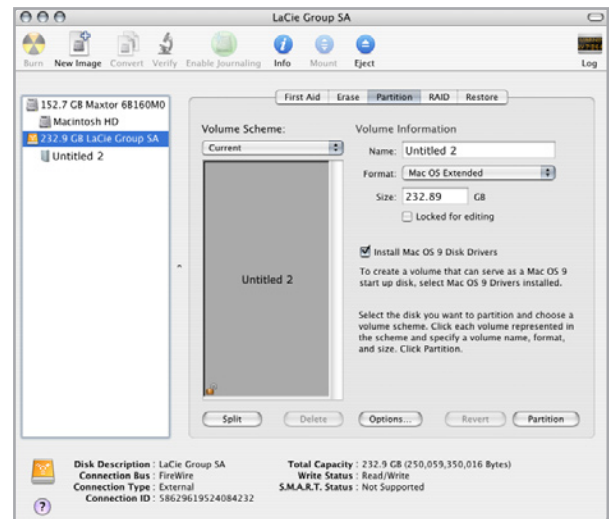 LaCie Group SA
Burn New Image Convert Verify Enable Journaling Info Mount Eject Log
152.7 GB Maxtor 6B160M0
Macintosh HD
232.9 GB LaCie Group SA
Untitled 2
First Aid Erase Partition RAID Restore
Volume Scheme:
Current
Untitled 2
Volume Information
Name: Untitled 2
Format: Mac OS Extended
Size: 232.89 GB
Locked for editing
Install Mac OS 9 Disk Drivers
To create a volume that can serve as a Mac OS 9
start up disk, select Mac OS 9 Drivers installed.
Select the disk you want to partition and choose a
volume scheme. Click each volume represented in
the scheme and specify a volume name, format,
and size. Click Partition.
Split Delete Options... Revert Partition
Disk Description : LaCie Group SA
Connection Bus : FireWire
Connection Type : External
Connection ID : 58629619524084232
Total Capacity : 232.9 GB (250,059,350,016 Bytes)
Write Status : Read/Write
S.M.A.R.T. Status : Not Supported
?